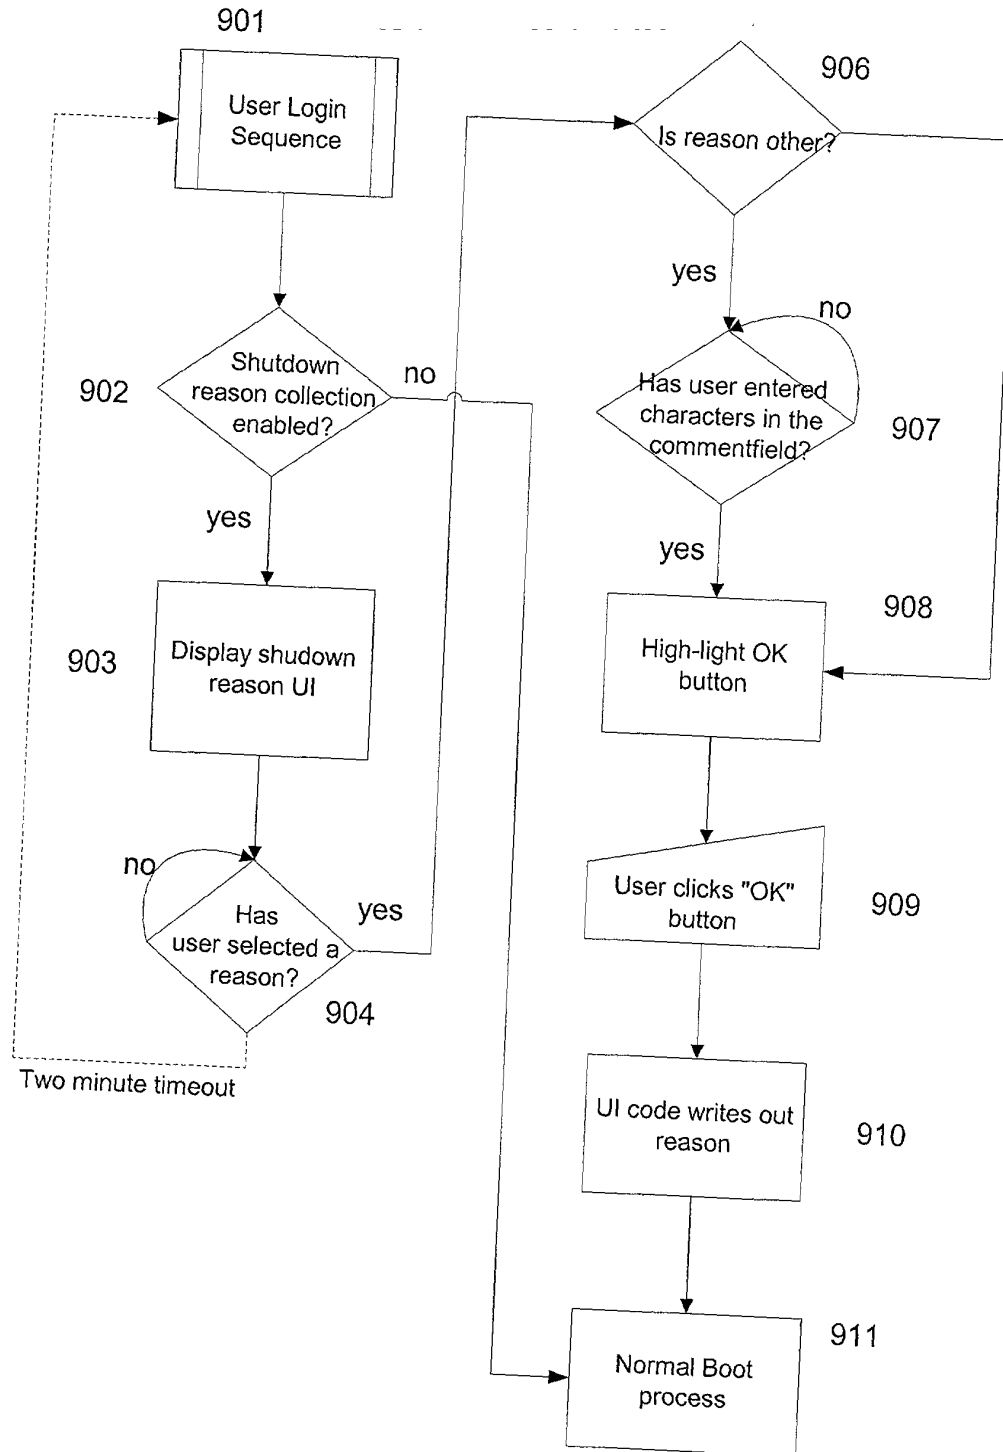 901
User Login
Sequence
902
Shutdown
reason collection
enabled?
no
yes
903
Display shudown
reason UI
no
Has
user selected a
reason?
yes
904
Two minute timeout
906
Is reason other?
yes
no
Has user entered
characters in the
commentfield?
907
yes
908
High-light OK
button
User clicks "OK"
button
909
UI code writes out
reason
910
911
Normal Boot
process